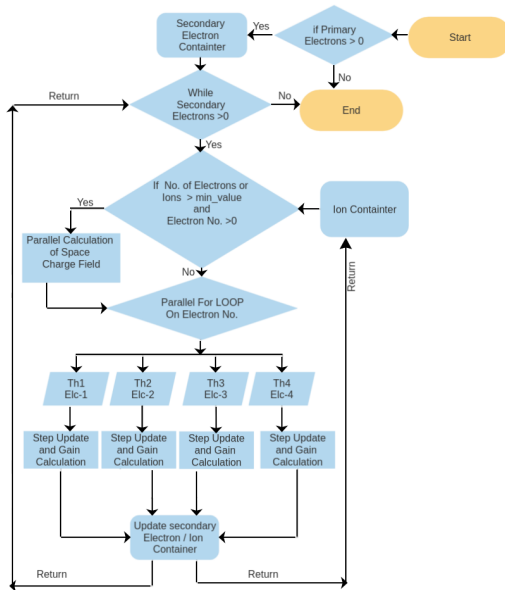 Secondary
Electron
Containter
Yes
if Primary
Electrons > 0
Start
No
Return
While
Secondary
Electrons >0
No
End
Yes
If No. of Electrons or
Ions > min_value
and
Electron No. >0
Ion Containter
Yes
Parallel Calculation
of Space
Charge Field
No
Return
Parallel For LOOP
On Electron No.
Th1
Elc-1
Th2
Elc-2
Th3
Elc-3
Th4
Elc-4
Step Update
and Gain
Calculation
Step Update
and Gain
Calculation
Step Update
and Gain
Calculation
Step Update
and Gain
Calculation
Update secondary
Electron / Ion
Container
Return
Return